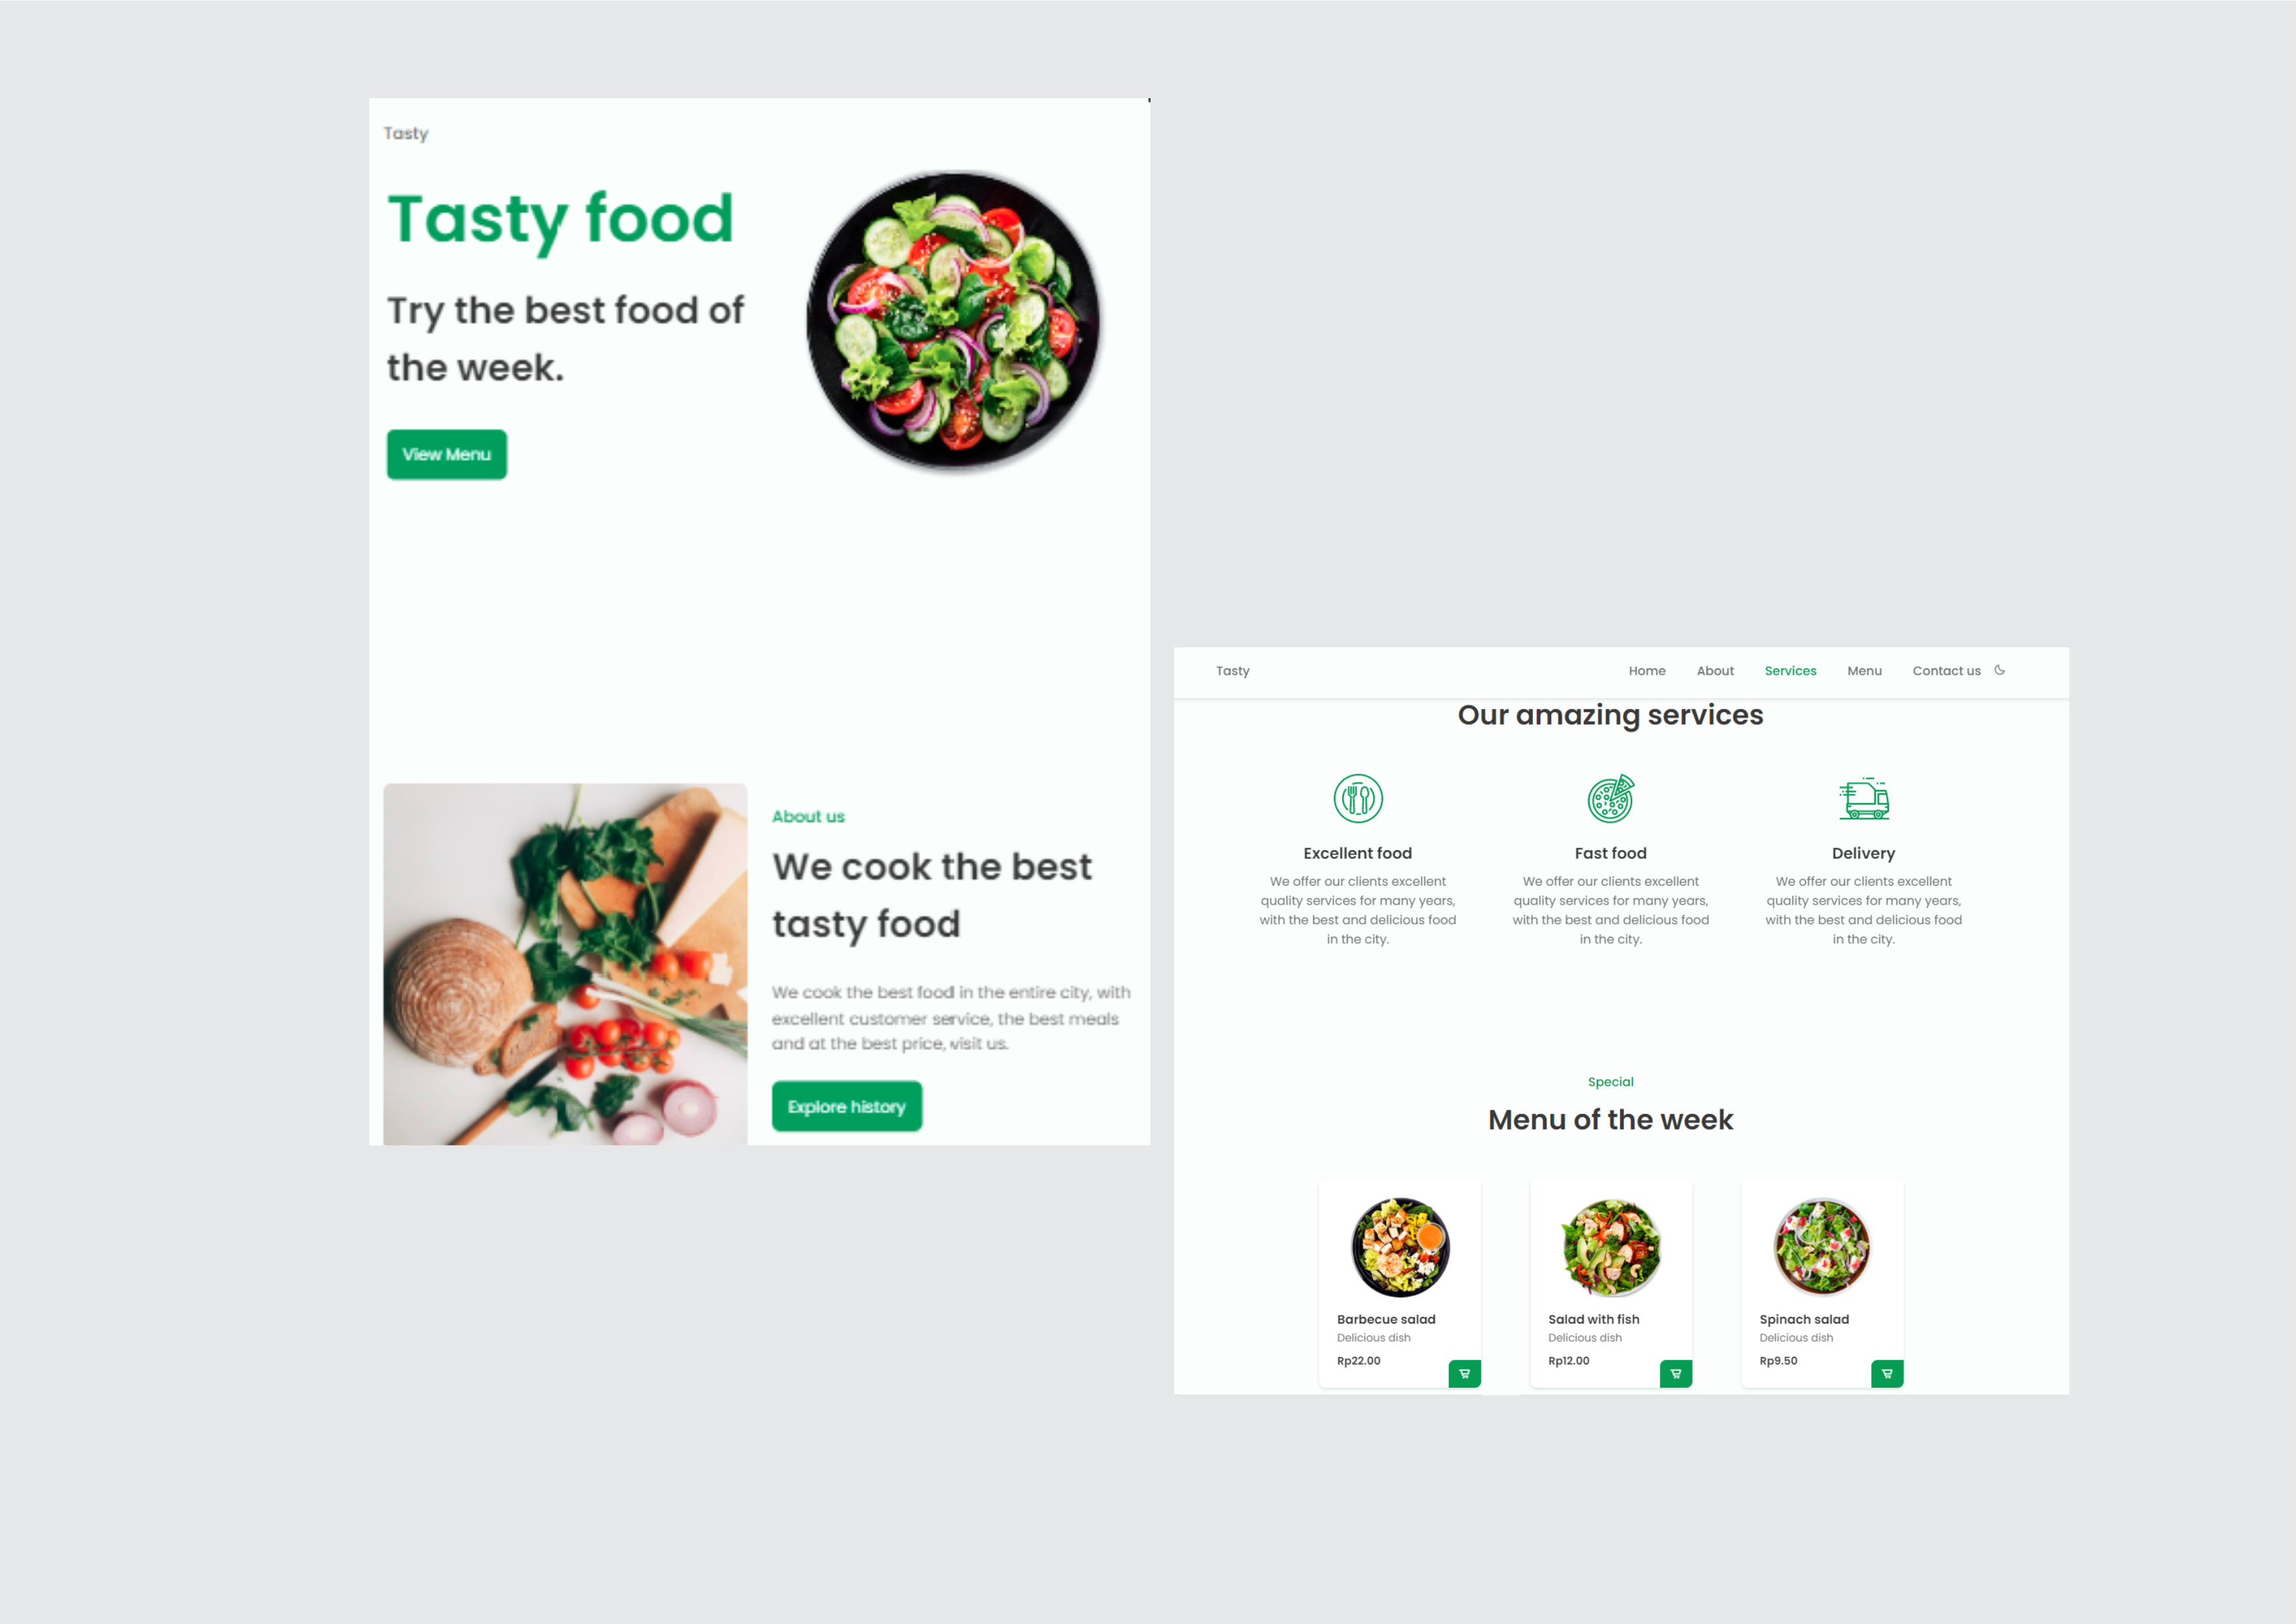 Tasty
Tasty food
Try the best food of
the week.
View Menu
About us
We cook the best
tasty food
We cook the best food in the entire city, with
excellent customer service, the best meals
and at the best price, visit us.
Explore history
Tasty
Home
About
Services
Menu
Contact us
Our amazing services
Excellent food
We offer our clients excellent
quality services for many years,
with the best and delicious food
in the city.
Fast food
We offer our clients excellent
quality services for many years,
with the best and delicious food
in the city.
Delivery
We offer our clients excellent
quality services for many years,
with the best and delicious food
in the city.
Special
Menu of the week
Barbecue salad
Delicious dish
Rp22.00
Salad with fish
Delicious dish
Rp12.00
Spinach salad
Delicious dish
Rp9.50